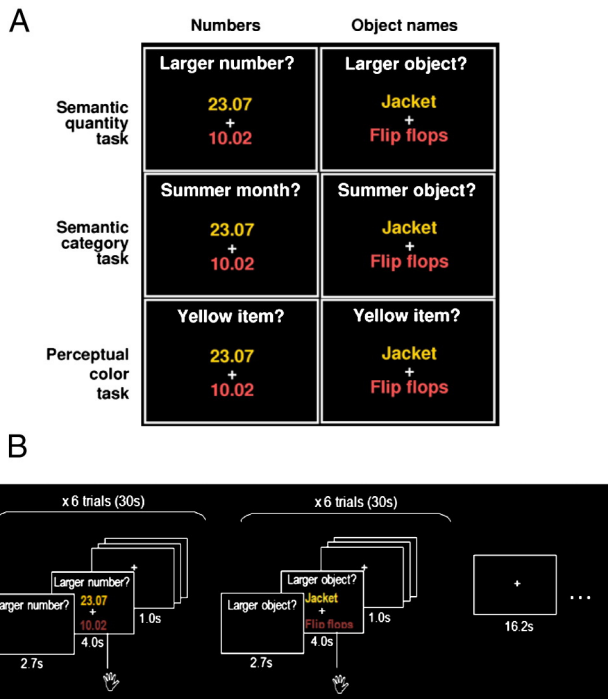 A
Numbers
Object names
Semantic
quantity
task
Larger number?
23.07
+
10.02
Larger object?
Jacket
+
Flip flops
Semantic
category
task
Summer month?
23.07
+
10.02
Summer object?
Jacket
+
Flip flops
Perceptual
color
task
Yellow item?
23.07
+
10.02
Yellow item?
Jacket
+
Flip flops
B
x 6 trials (30s)
x 6 trials (30s)
arger number?
2.7s
Larger number?
23.07
+
10.02
4.0s
+
1.0s
Larger object?
2.7s
Larger object?
Jacket
+
Flip flops
4.0s
+
1.0s
+
16.2s
...